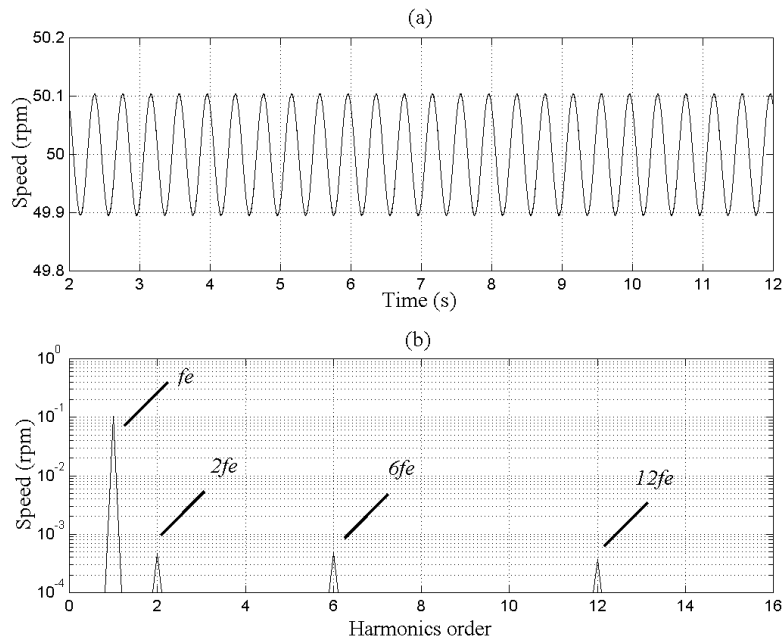 (a)
50.2
50.1
50
49.9
49.8
Speed (rpm)
2 3 4 5 6 7 8 9 10 11 12
Time (s)
(b)
10^0
10^-1
10^-2
10^-3
10^-4
Speed (rpm)
fe
2fe
6fe
12fe
0 2 4 6 8 10 12 14 16
Harmonics order